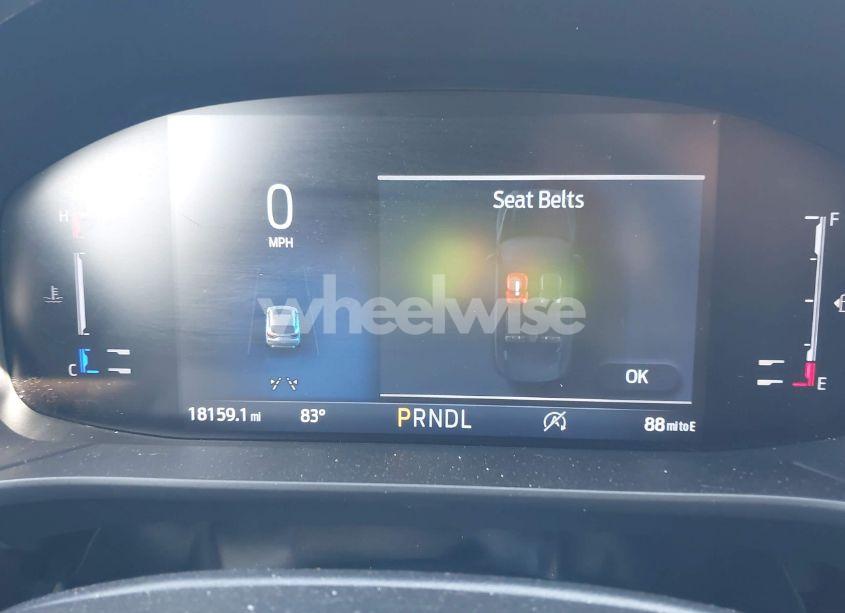 Seat Belts
0
MPH
H
F
!
wheelwise
C
OK
E
18159.1 mi 83° PRNDL 88 mi to E